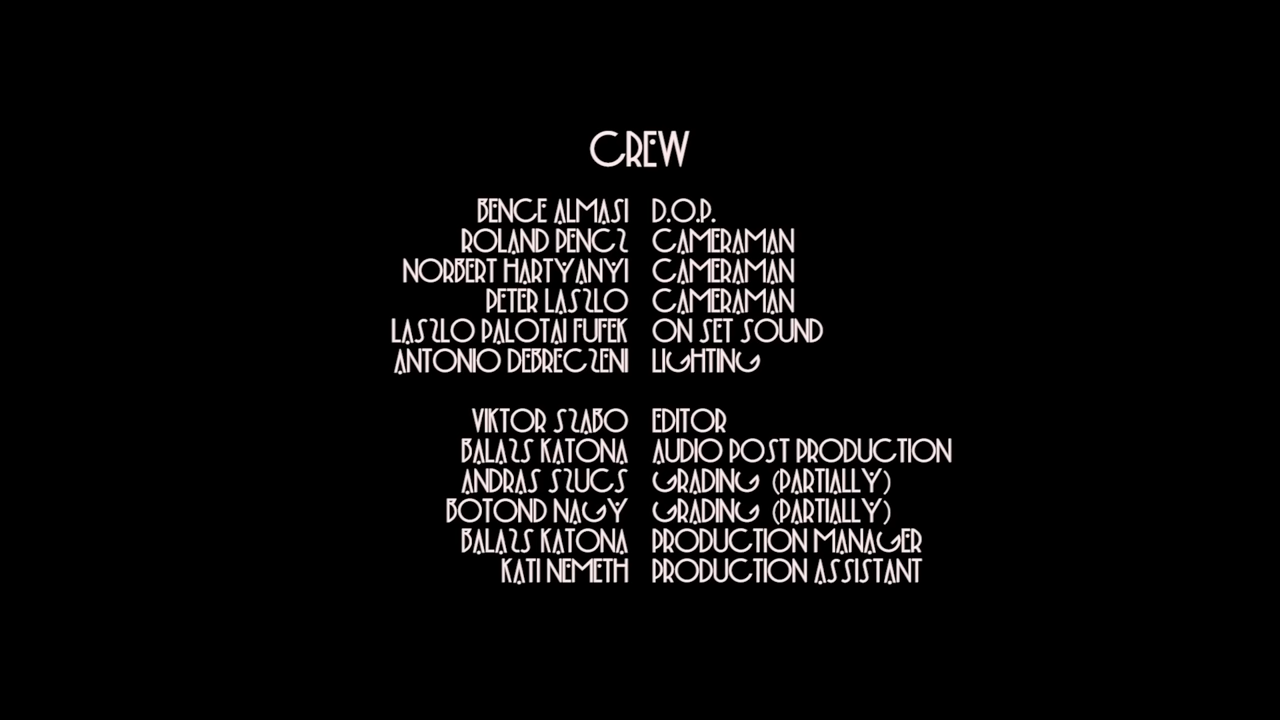 CREW
BENCE ALMASI D.O.P.
ROLAND PENCZ CAMERAMAN
NORBERT HARTYANYI CAMERAMAN
PETER LASZLO CAMERAMAN
LASZLO PALOTAI FUFEK ON SET SOUND
ANTONIO DEBRECZENI LIGHTING
VIKTOR SZABO EDITOR
BALAZS KATONA AUDIO POST PRODUCTION
ANDRAS SZUCS GRADING (PARTIALLY)
BOTOND NAGY GRADING (PARTIALLY)
BALAZS KATONA PRODUCTION MANAGER
KATI NEMETH PRODUCTION ASSISTANT